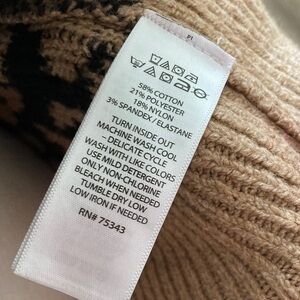 P1
58% COTTON
21% POLYESTER
18% NYLON
3% SPANDEX / ELASTANE
TURN INSIDE OUT
MACHINE WASH COOL
– DELICATE CYCLE
WASH WITH LIKE COLORS
USE MILD DETERGENT
ONLY NON-CHLORINE
BLEACH WHEN NEEDED
TUMBLE DRY LOW
LOW IRON IF NEEDED
RN# 75343